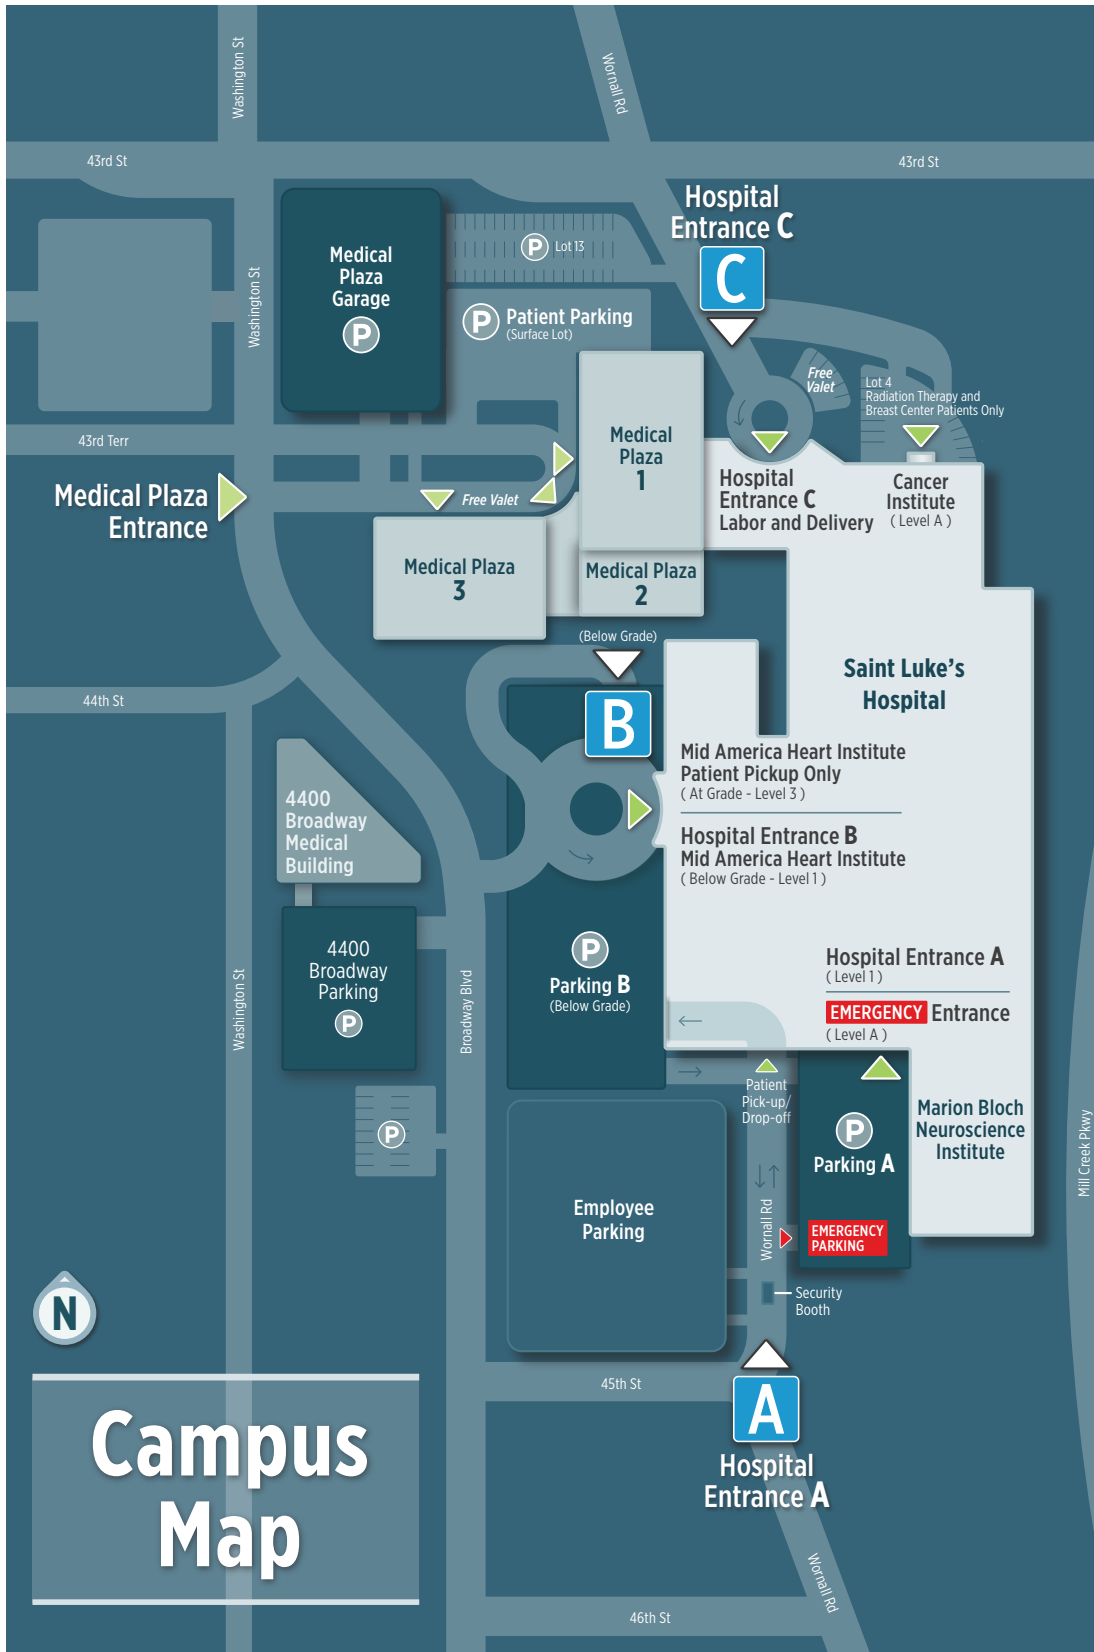 Washington St
Wornall Rd
43rd St
43rd St
Hospital
Entrance C
C
Medical
Plaza
Garage
P
P Lot 13
Washington St
P Patient Parking
(Surface Lot)
Free
Valet
Lot 4
Radiation Therapy and
Breast Center Patients Only
43rd Terr
Medical
Plaza
1
Medical Plaza
Entrance
Free Valet
Hospital
Entrance C
Labor and Delivery
Cancer
Institute
( Level A )
Medical Plaza
3
Medical Plaza
2
(Below Grade)
B
Saint Luke's
Hospital
44th St
Mid America Heart Institute
Patient Pickup Only
( At Grade - Level 3 )
Hospital Entrance B
Mid America Heart Institute
( Below Grade - Level 1 )
4400
Broadway
Medical
Building
4400
Broadway
Parking
P
Washington St
Broadway Blvd
P
Parking B
(Below Grade)
Hospital Entrance A
( Level 1 )
EMERGENCY Entrance
( Level A )
Patient
Pick-up/
Drop-off
P
P
Parking A
Marion Bloch
Neuroscience
Institute
Mill Creek Pkwy
Employee
Parking
Wornall Rd
EMERGENCY
PARKING
Security
Booth
N
45th St
A
Hospital
Entrance A
Campus
Map
Wornall Rd
46th St